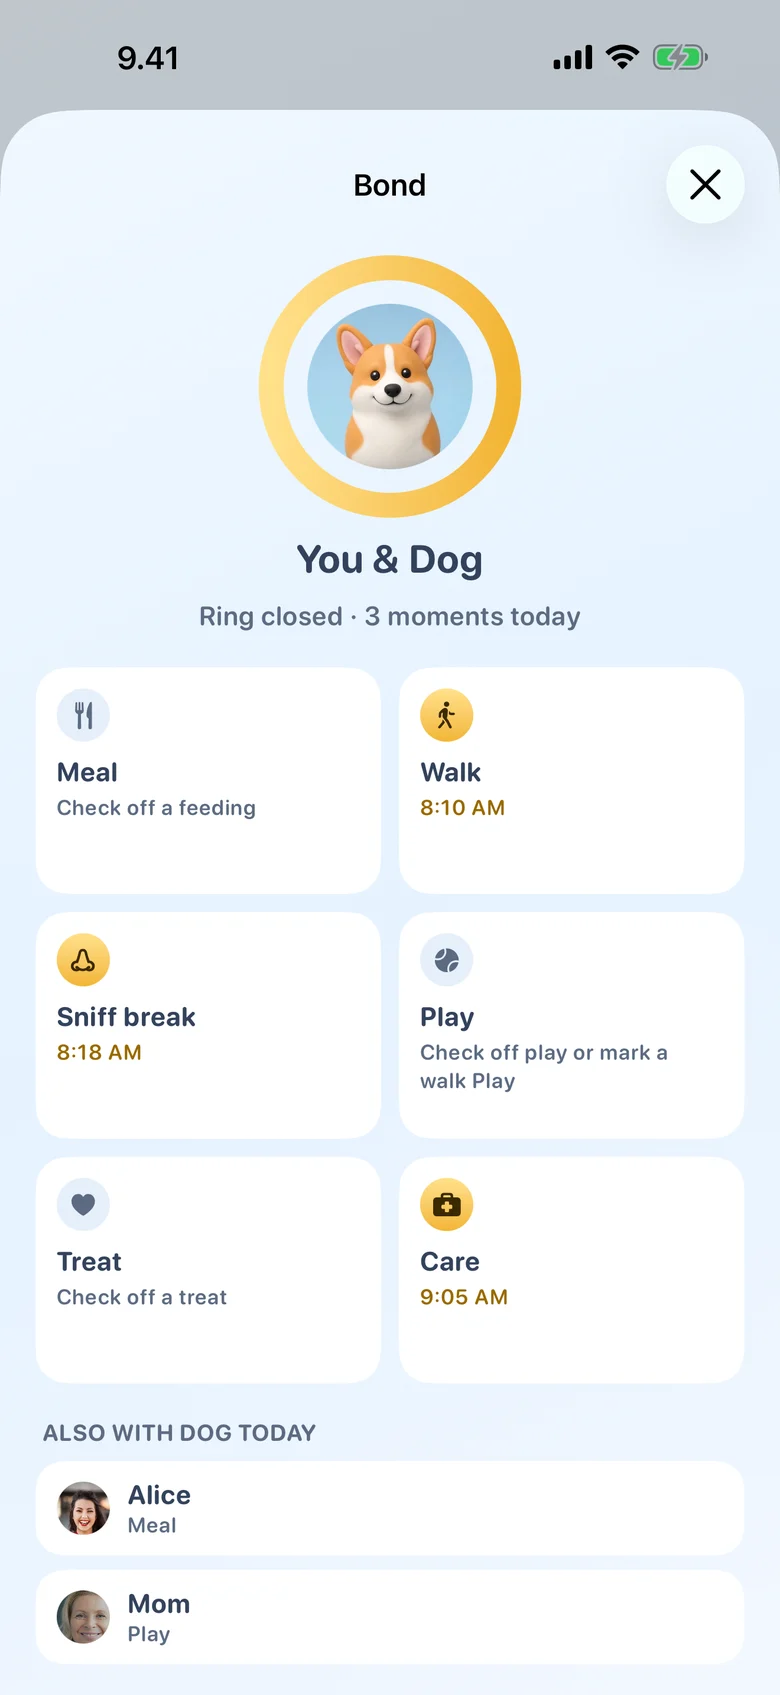 9.41
Bond
You & Dog
Ring closed · 3 moments today
Meal
Check off a feeding
Walk
8:10 AM
Sniff break
8:18 AM
Play
Check off play or mark a
walk Play
Treat
Check off a treat
Care
9:05 AM
ALSO WITH DOG TODAY
Alice
Meal
Mom
Play